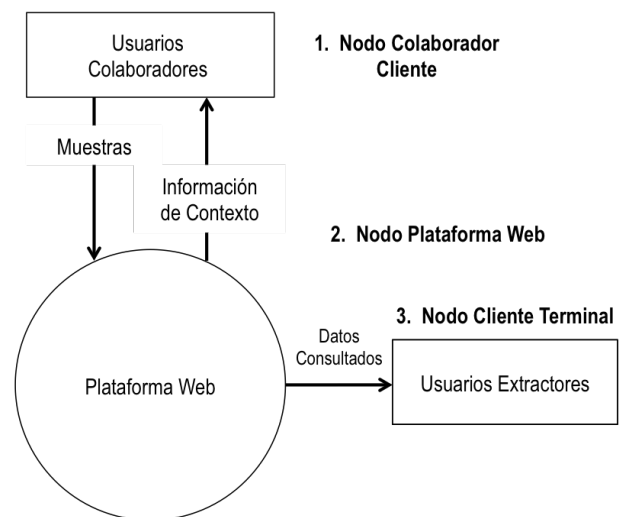 Usuarios
Colaboradores
1. Nodo Colaborador
Cliente
Muestras
Información
de Contexto
2. Nodo Plataforma Web
3. Nodo Cliente Terminal
Datos
Consultados
Plataforma Web
Usuarios Extractores